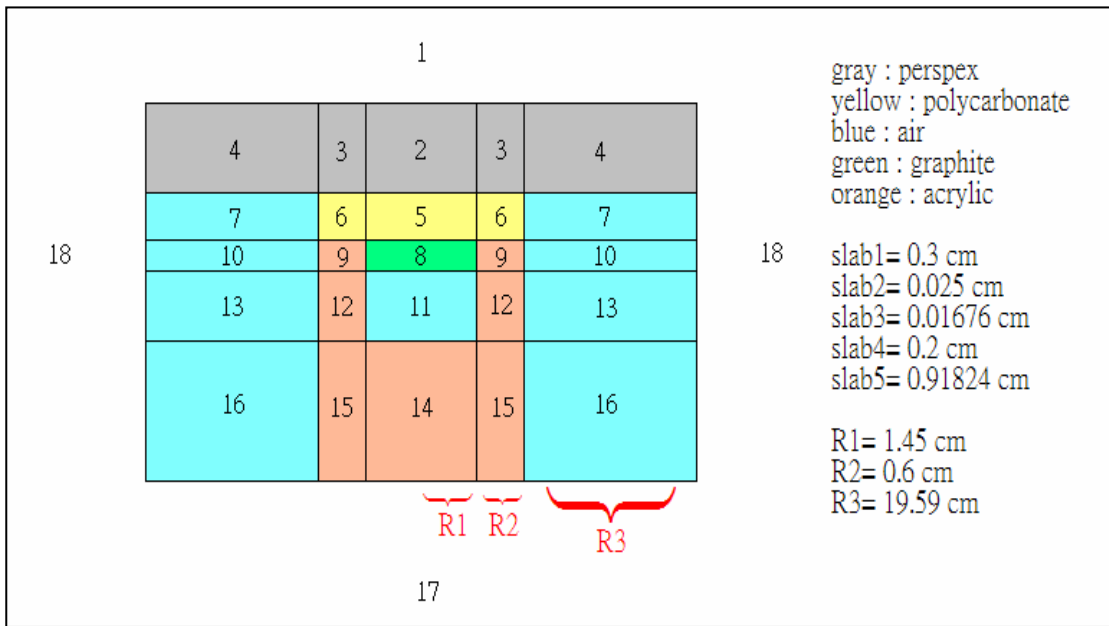 1
4 3 2 3 4
7 6 5 6 7
18 10 9 8 9 10 18
13 12 11 12 13
16 15 14 15 16
R1 R2 R3
17
gray : perspex
yellow : polycarbonate
blue : air
green : graphite
orange : acrylic
slab1= 0.3 cm
slab2= 0.025 cm
slab3= 0.01676 cm
slab4= 0.2 cm
slab5= 0.91824 cm
R1= 1.45 cm
R2= 0.6 cm
R3= 19.59 cm